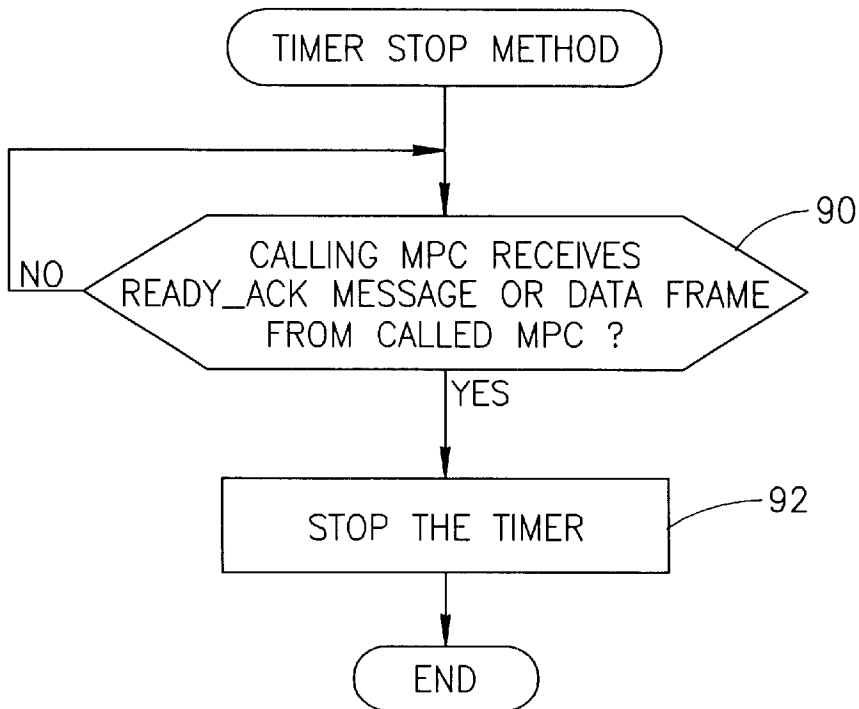 TIMER STOP METHOD
90
CALLING MPC RECEIVES
NO
READY_ACK MESSAGE OR DATA FRAME
FROM CALLED MPC ?
YES
92
STOP THE TIMER
END